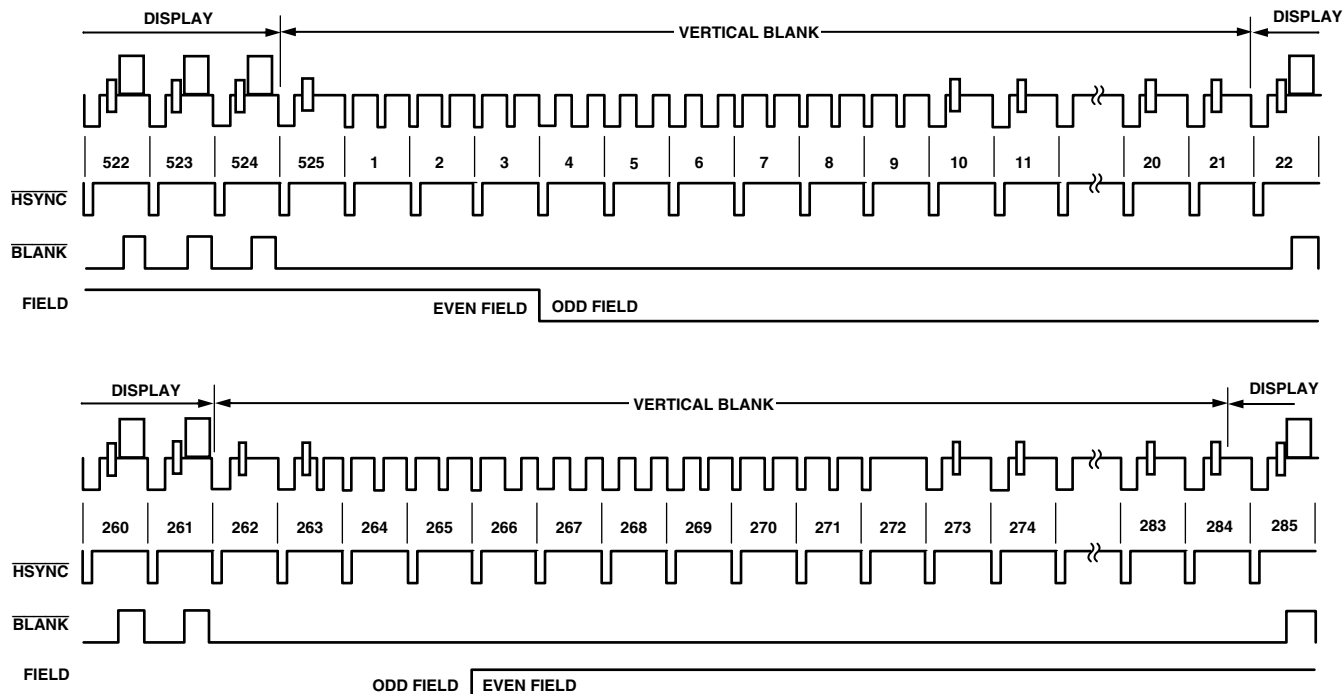 DISPLAY VERTICAL BLANK DISPLAY
522 523 524 525 1 2 3 4 5 6 7 8 9 10 11 20 21 22
HSYNC
BLANK
FIELD EVEN FIELD ODD FIELD
DISPLAY VERTICAL BLANK DISPLAY
260 261 262 263 264 265 266 267 268 269 270 271 272 273 274 283 284 285
HSYNC
BLANK
FIELD ODD FIELD EVEN FIELD